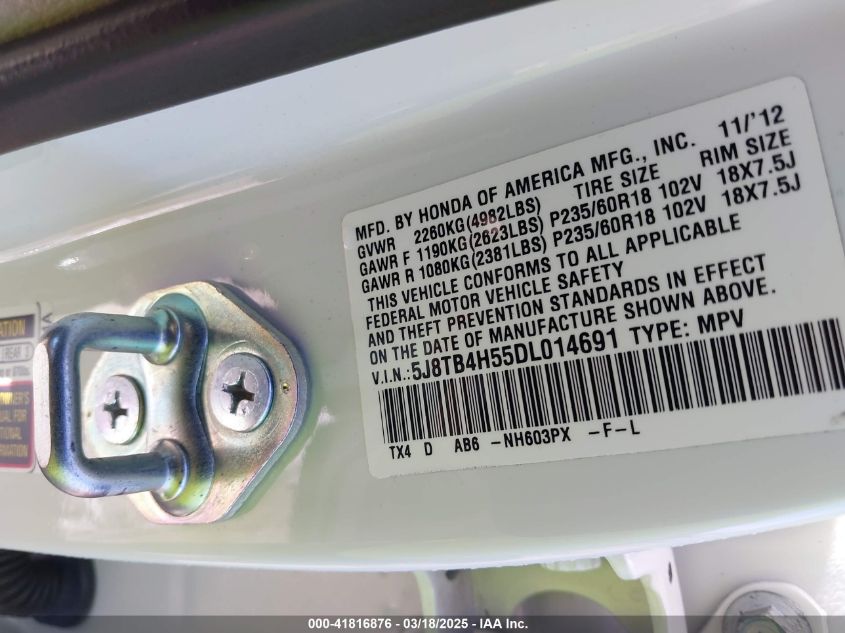 MFD. BY HONDA OF AMERICA MFG., INC. 11/'12
GVWR 2260KG(4982LBS) TIRE SIZE RIM SIZE
GAWR F 1190KG(2623LBS) P235/60R18 102V 18X7.5J
GAWR R 1080KG(2381LBS) P235/60R18 102V 18X7.5J
THIS VEHICLE CONFORMS TO ALL APPLICABLE
FEDERAL MOTOR VEHICLE SAFETY
AND THEFT PREVENTION STANDARDS IN EFFECT
ON THE DATE OF MANUFACTURE SHOWN ABOVE.
V.I.N.:5J8TB4H55DL014691 TYPE: MPV
TX4 D AB6 -NH603PX -F-L
REAR
000-41816876 / 03/18/2025 - IAA Inc.